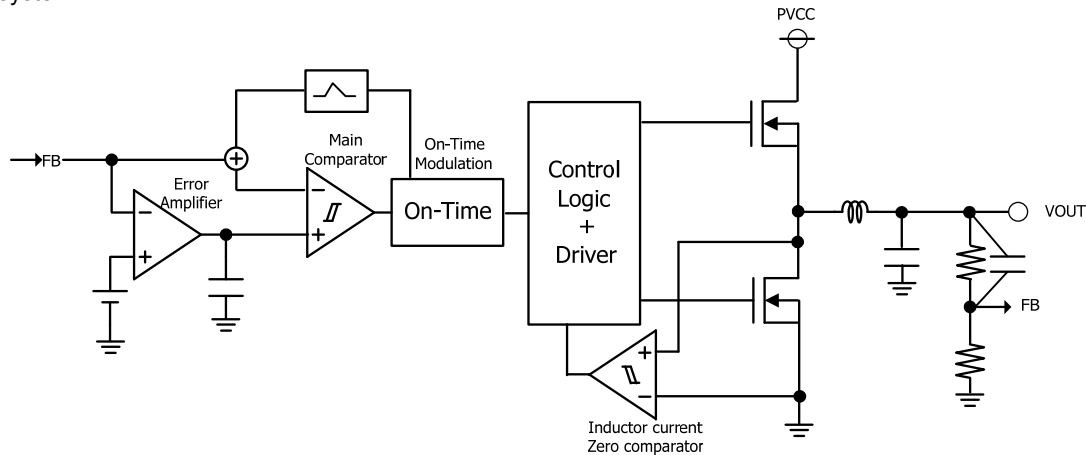 PVCC
FB
+
Main
Comparator
On-Time
Modulation
Error
Amplifier
−
+
−
+
On-Time
Control
Logic
+
Driver
VOUT
FB
+
−
Inductor current
Zero comparator